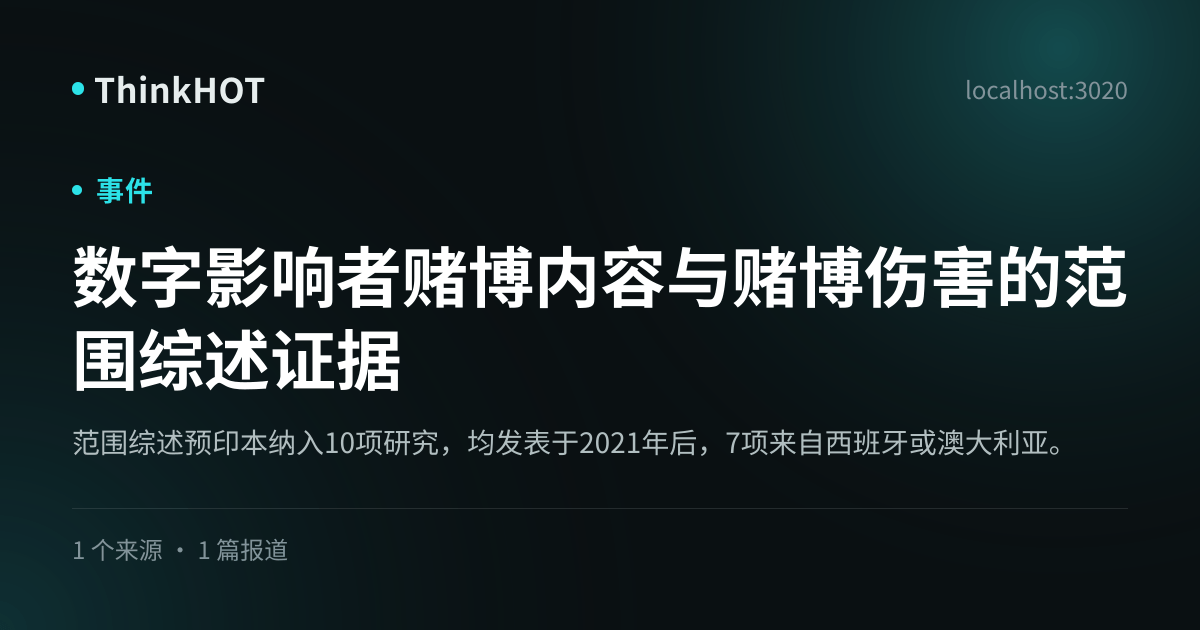 ThinkHOT
localhost:3020
事件
数字影响者赌博内容与赌博伤害的范
围综述证据
范围综述预印本纳入10项研究，均发表于2021年后，7项来自西班牙或澳大利亚。
1 个来源 · 1 篇报道